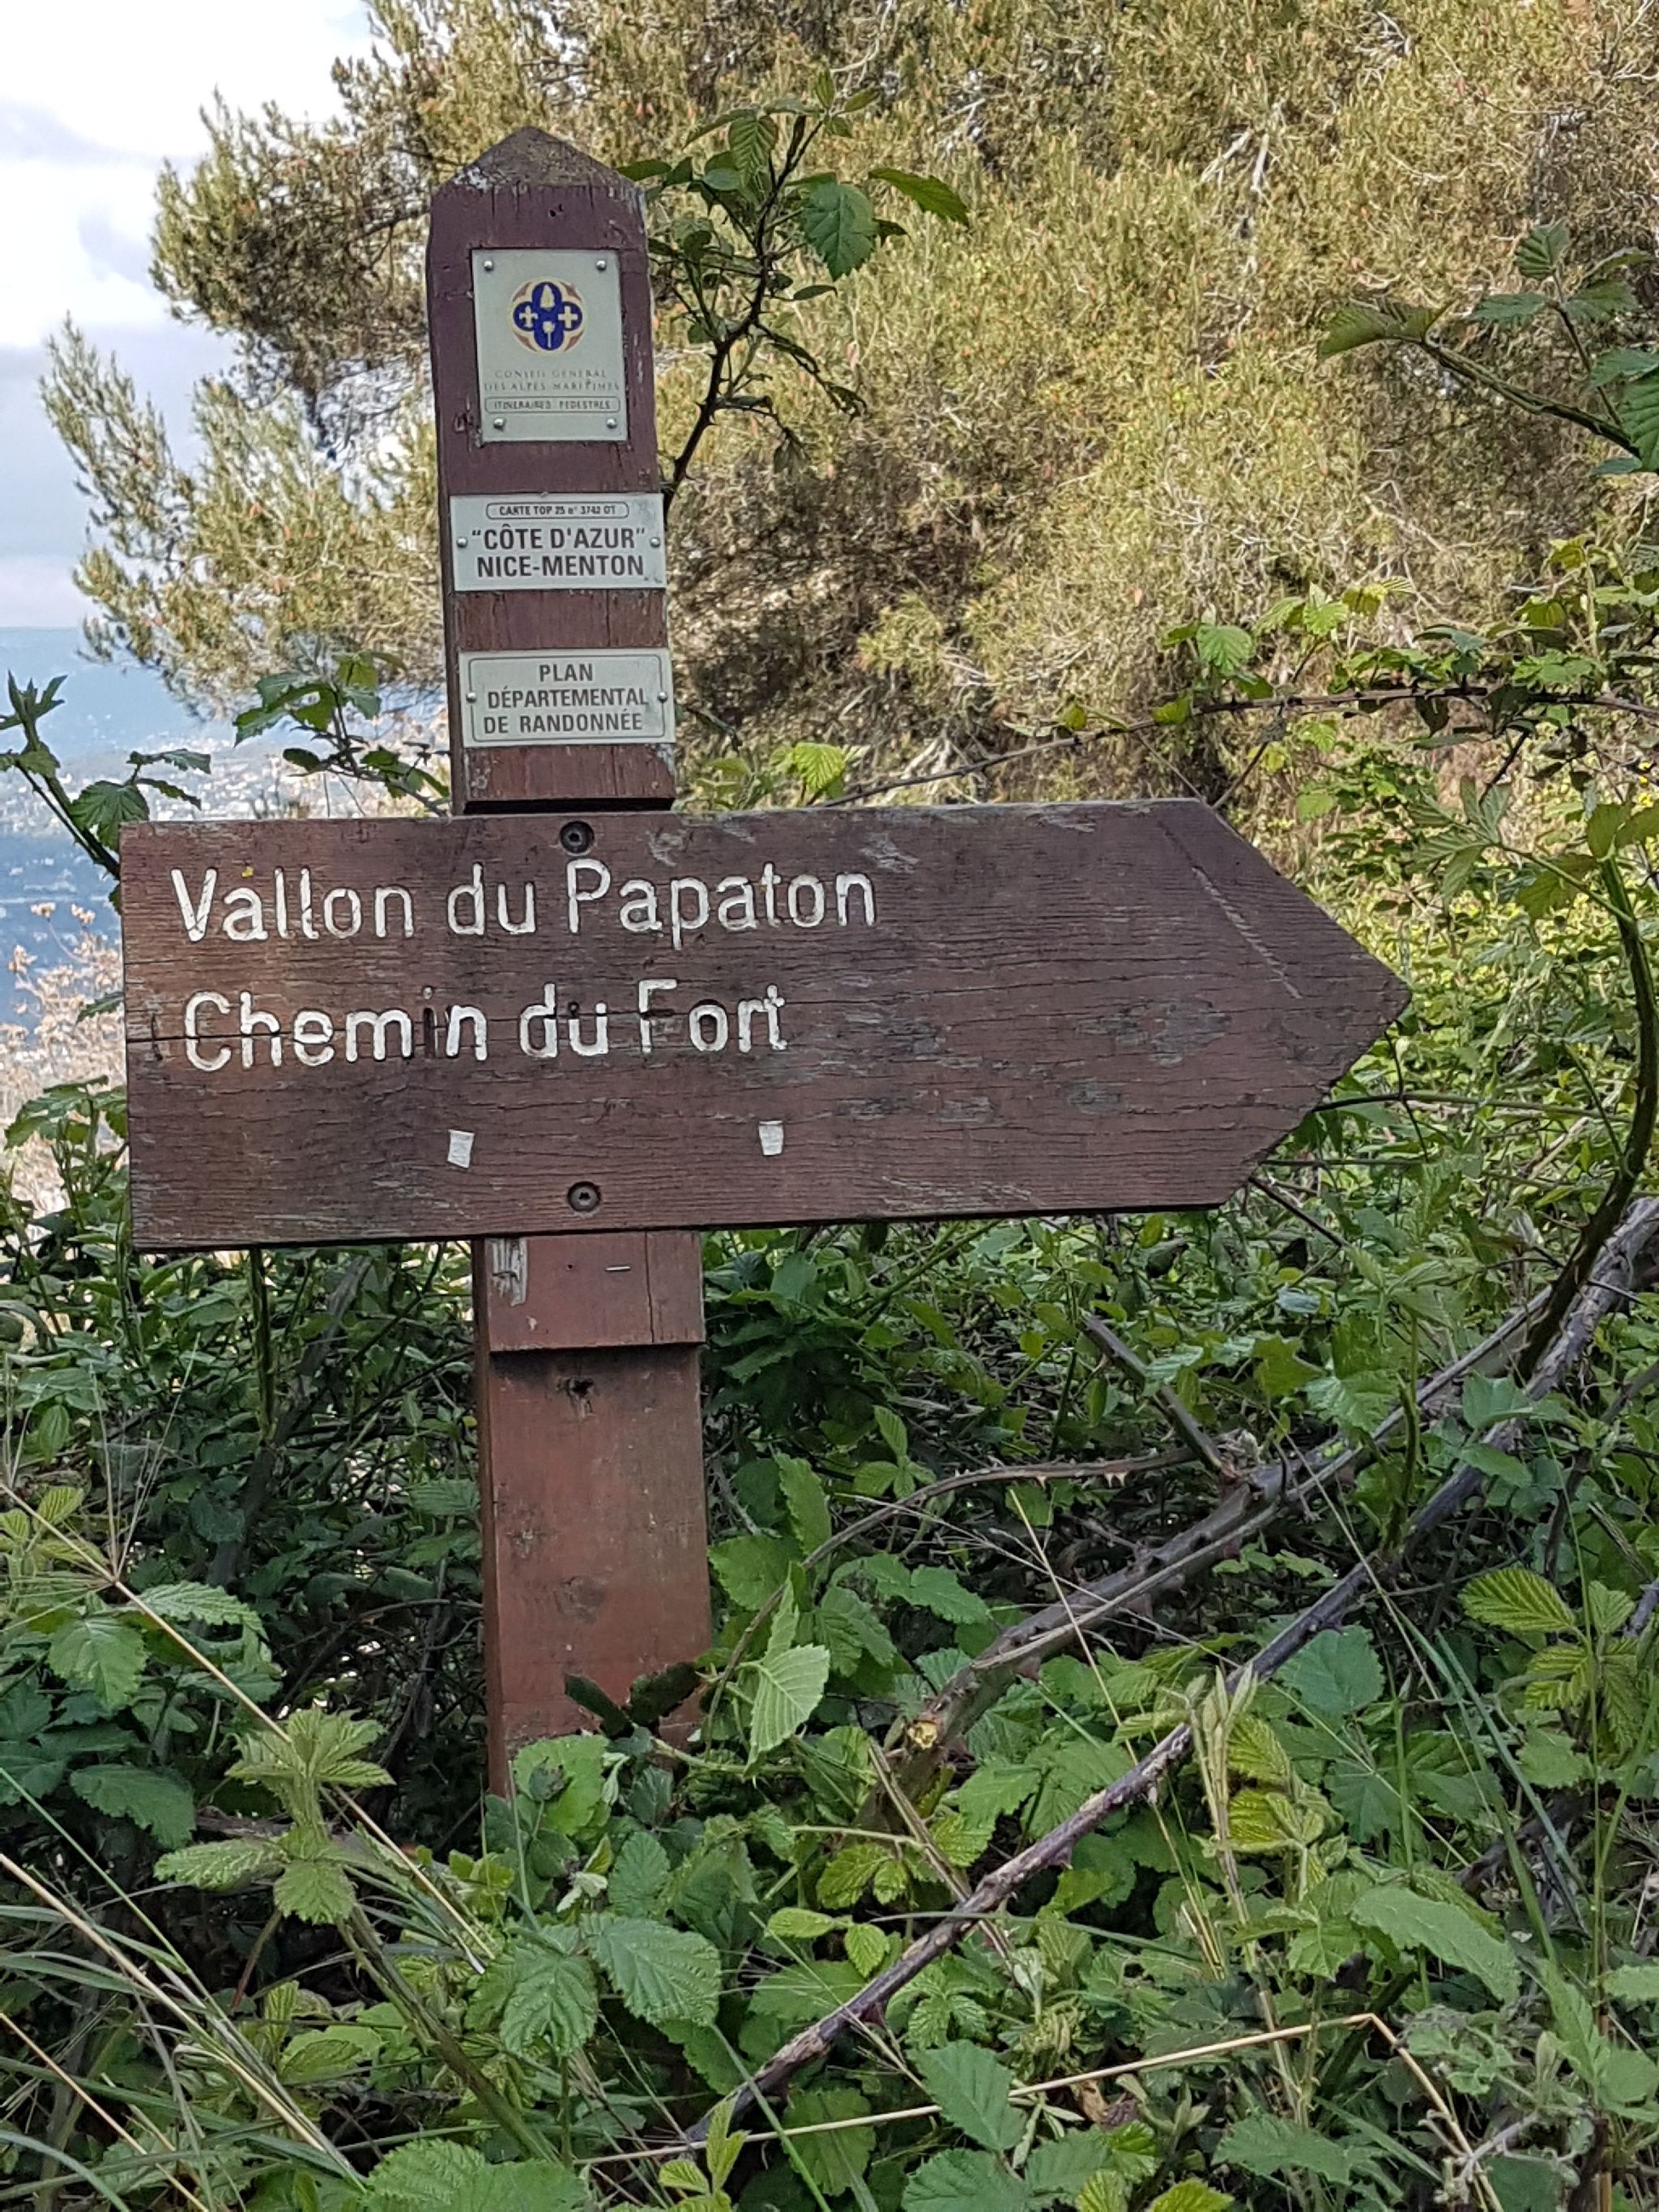 CONSEIL GENERAL
DES ALPES-MARITIMES
ITINERAIRES PEDESTRES
CARTE TOP 25 n° 3742 OT
"CÔTE D'AZUR"
NICE-MENTON
PLAN
DÉPARTEMENTAL
DE RANDONNÉE
Vallon du Papaton
Chemin du Fort